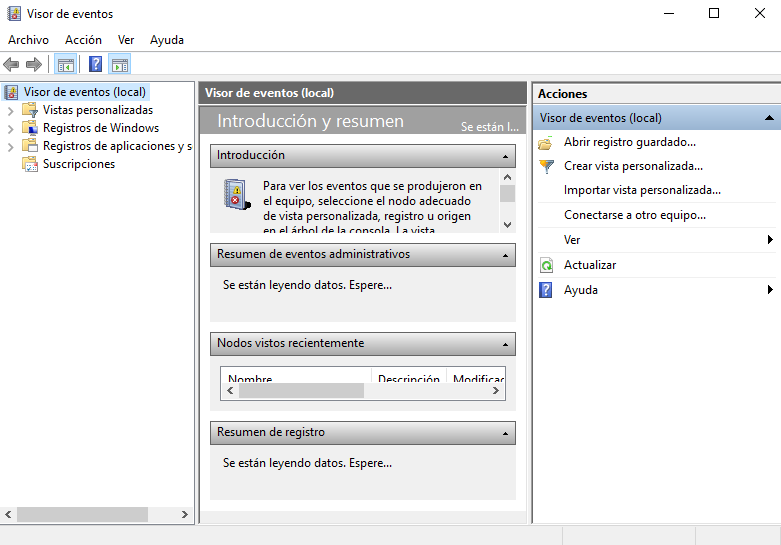 Visor de eventos
Archivo Acción Ver Ayuda
Visor de eventos (local)
Vistas personalizadas
Registros de Windows
Registros de aplicaciones y s
Suscripciones
Visor de eventos (local)
Introducción y resumen
Se están l...
Introducción
Para ver los eventos que se produjeron en
el equipo, seleccione el nodo adecuado
de vista personalizada, registro u origen
en el árbol de la consola. La vista
Resumen de eventos administrativos
Se están leyendo datos. Espere...
Nodos vistos recientemente
Nombre Descripción Modificac
Resumen de registro
Se están leyendo datos. Espere...
Acciones
Visor de eventos (local)
Abrir registro guardado...
Crear vista personalizada...
Importar vista personalizada...
Conectarse a otro equipo...
Ver
Actualizar
Ayuda